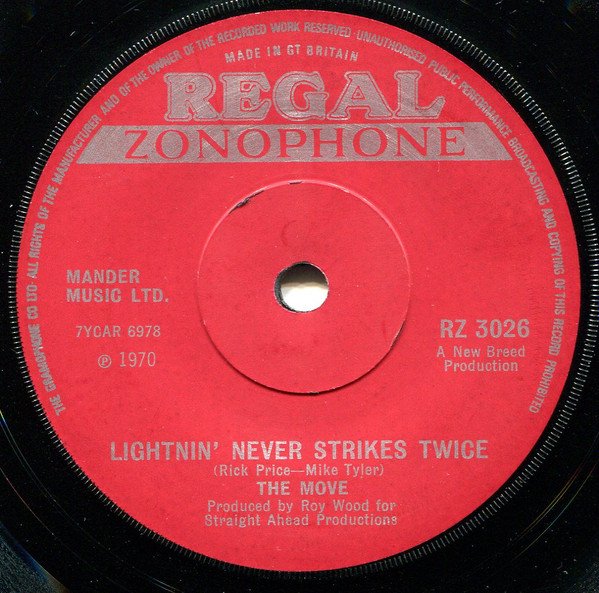 THE GRAMOPHONE CO LTD·ALL RIGHTS OF THE MANUFACTURER AND OF THE OWNER OF THE RECORDED WORK RESERVED·UNAUTHORISED PUBLIC PERFORMANCE BROADCASTING AND COPYING OF THIS RECORD PROHIBITED
MADE IN GT BRITAIN
REGAL
ZONOPHONE
MANDER
MUSIC LTD.
7YCAR 6978
℗ 1970
RZ 3026
A New Breed
Production
LIGHTNIN' NEVER STRIKES TWICE
(Rick Price—Mike Tyler)
THE MOVE
Produced by Roy Wood for
Straight Ahead Productions